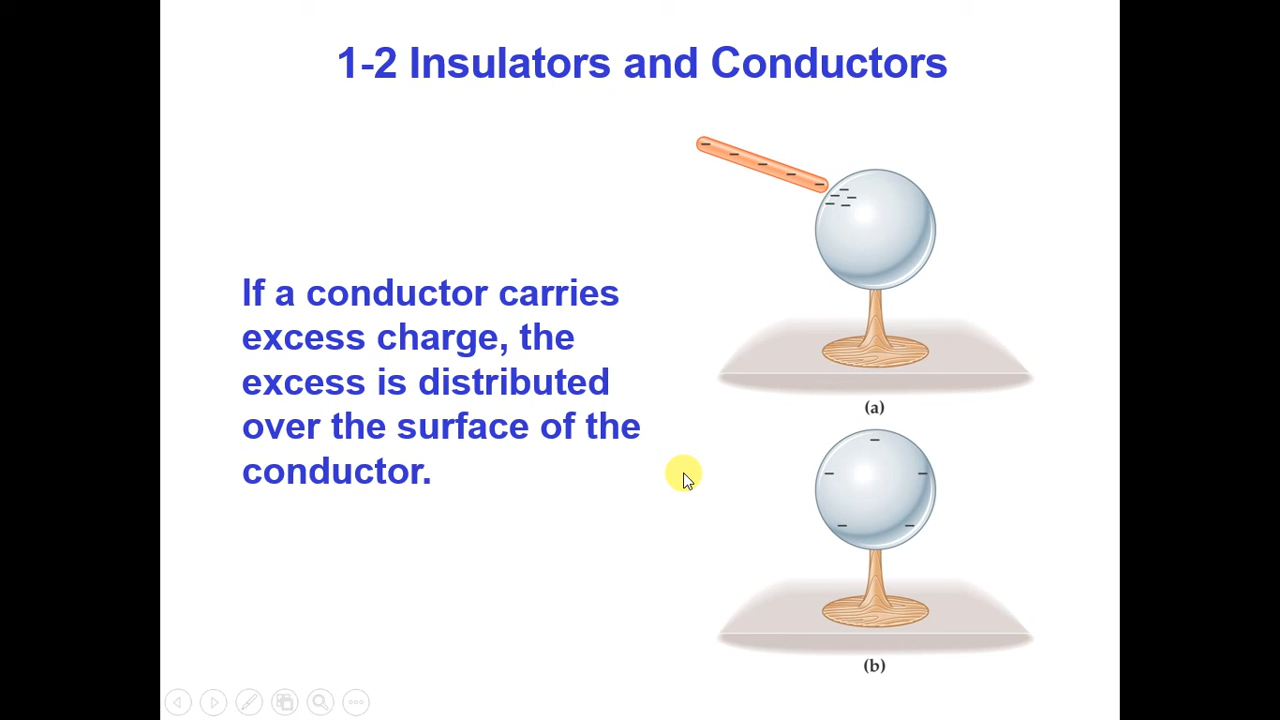 1-2 Insulators and Conductors
If a conductor carries
excess charge, the
excess is distributed
over the surface of the
conductor.
(a)
(b)